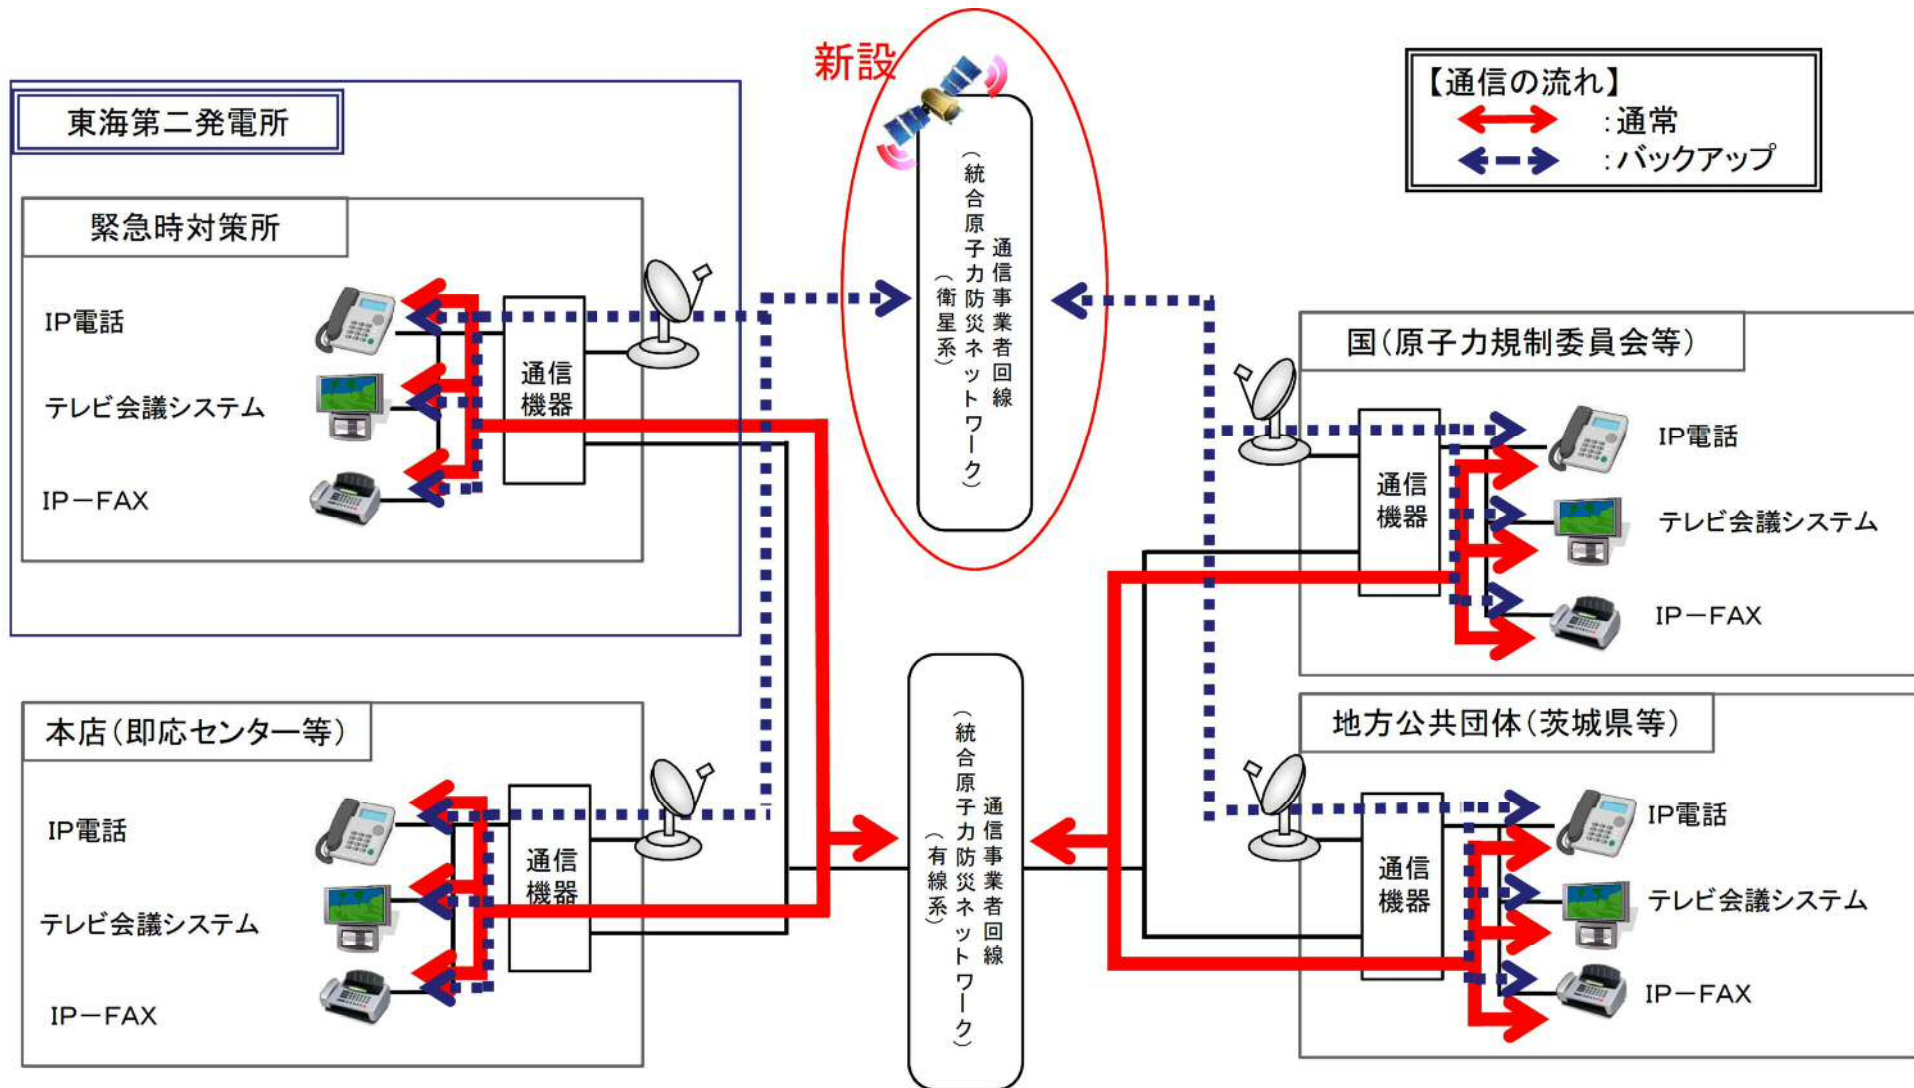 新設
【通信の流れ】
：通常
：バックアップ
東海第二発電所
緊急時対策所
IP電話
テレビ会議システム
IP－FAX
通信
機器
通信事業者回線
（統合原子力防災ネットワーク）
（衛星系）
国（原子力規制委員会等）
通信
機器
IP電話
テレビ会議システム
IP－FAX
本店（即応センター等）
IP電話
テレビ会議システム
IP－FAX
通信
機器
通信事業者回線
（統合原子力防災ネットワーク）
（有線系）
地方公共団体（茨城県等）
通信
機器
IP電話
テレビ会議システム
IP－FAX